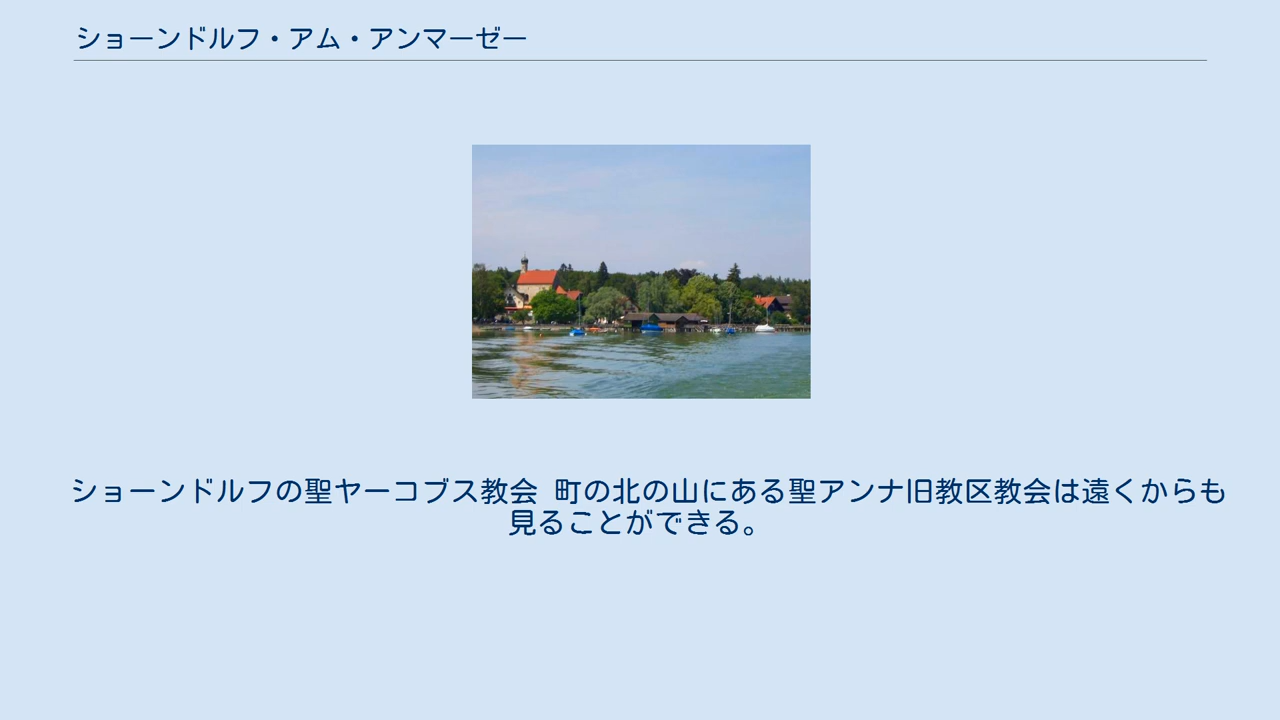 ショーンドルフ・アム・アンマーゼー
ショーンドルフの聖ヤーコブス教会 町の北の山にある聖アンナ旧教区教会は遠くからも
見ることができる。